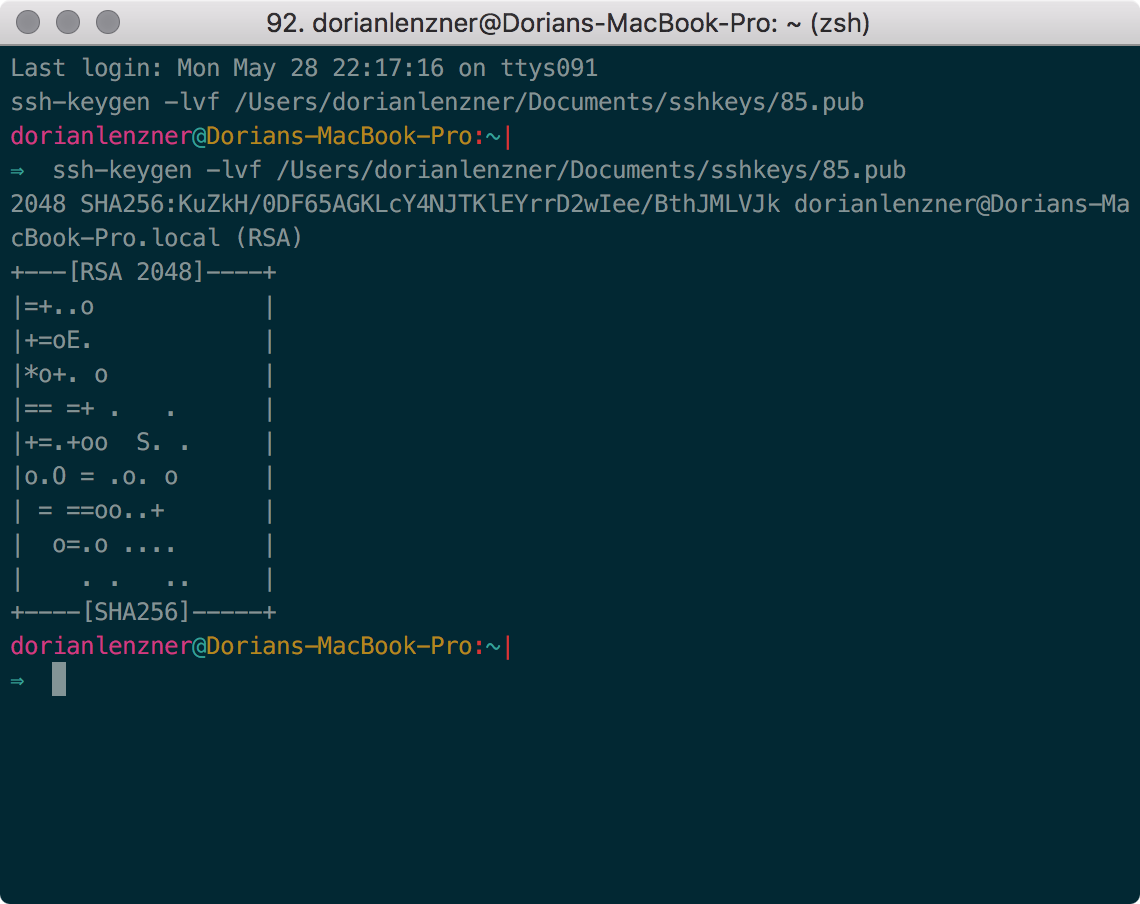 92. dorianlenzner@Dorians-MacBook-Pro: ~ (zsh)
Last login: Mon May 28 22:17:16 on ttys091
ssh-keygen -lvf /Users/dorianlenzner/Documents/sshkeys/85.pub
dorianlenzner@Dorians-MacBook-Pro:~|
⇒  ssh-keygen -lvf /Users/dorianlenzner/Documents/sshkeys/85.pub
2048 SHA256:KuZkH/0DF65AGKLcY4NJTKlEYrrD2wIee/BthJMLVJk dorianlenzner@Dorians-Ma
cBook-Pro.local (RSA)
+---[RSA 2048]----+
|=+..o            |
|+=oE.            |
|*o+. o           |
|== =+ .   .      |
|+=.+oo  S. .     |
|o.O = .o. o      |
| = ==oo..+       |
|  o=.o ....      |
|    . .   ..     |
+----[SHA256]-----+
dorianlenzner@Dorians-MacBook-Pro:~|
⇒